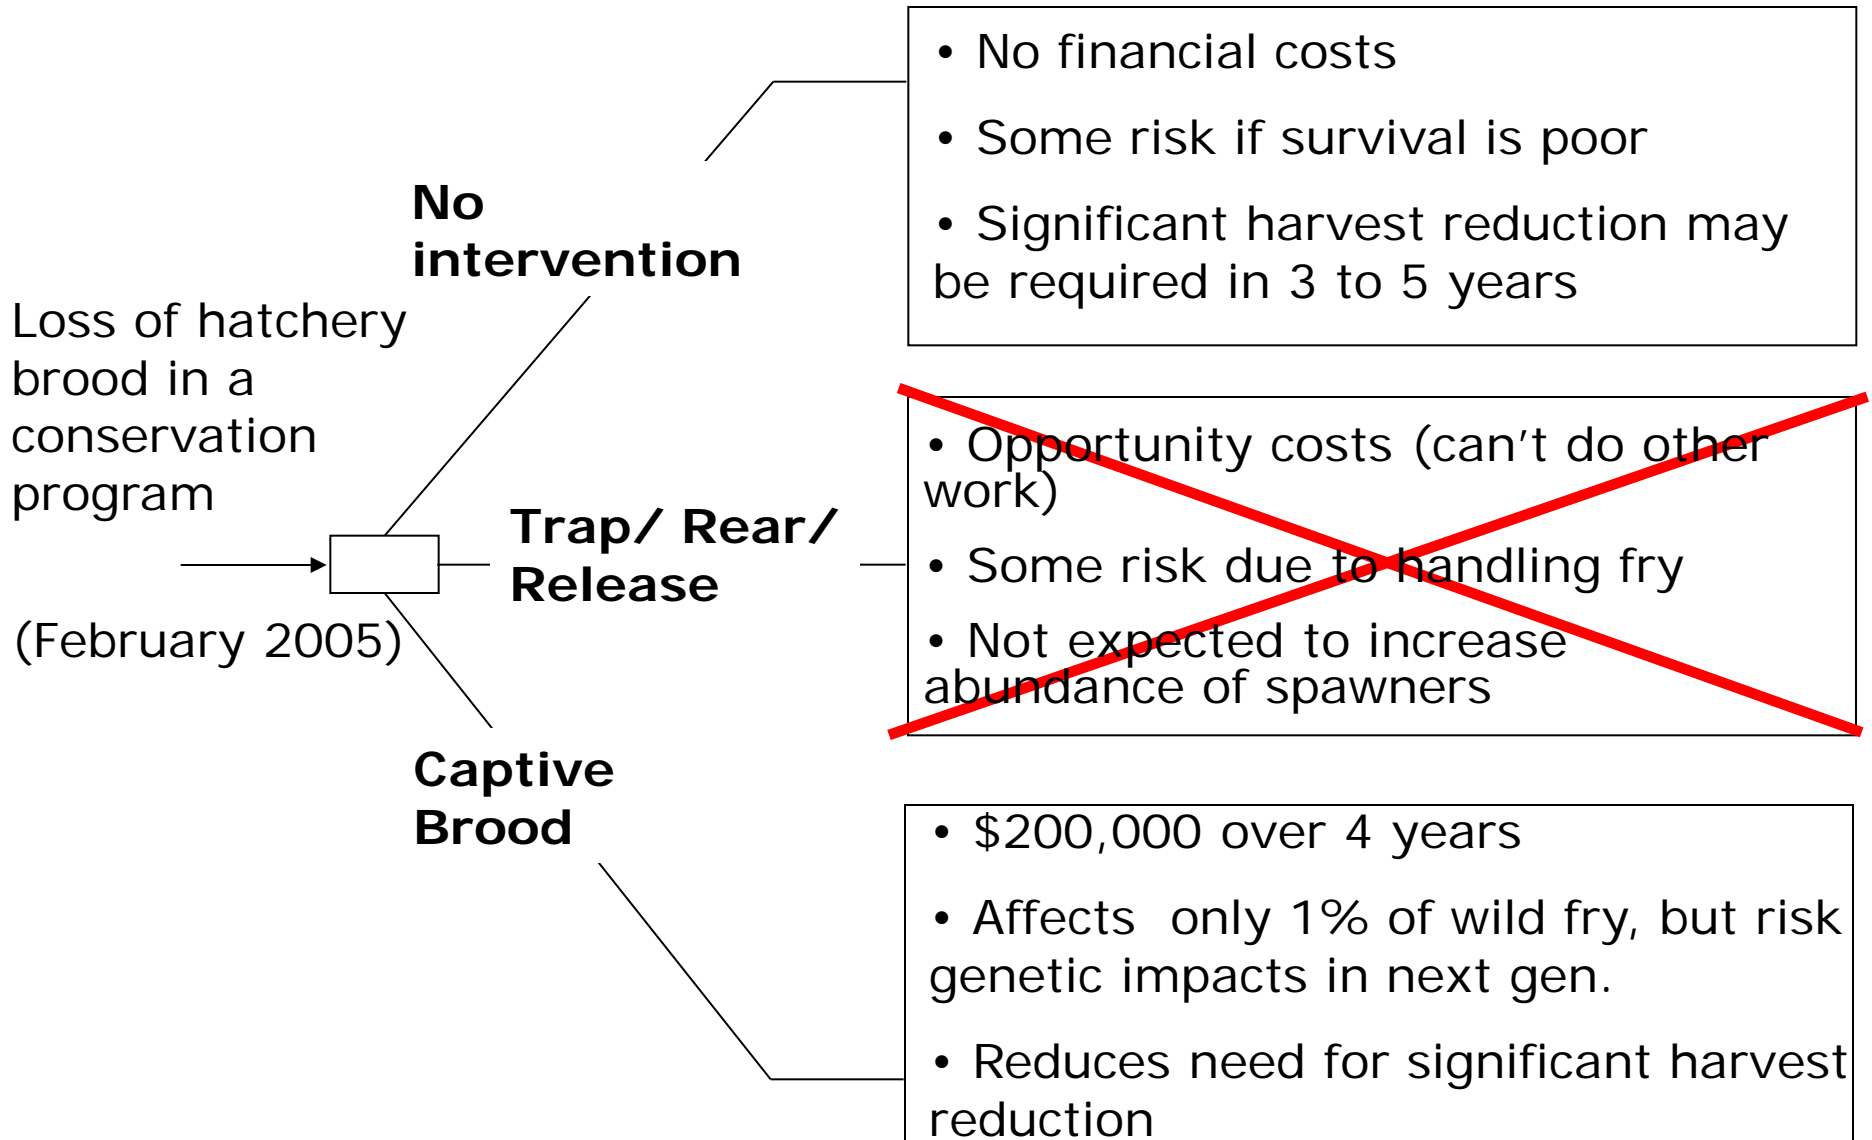 Loss of hatchery
brood in a
conservation
program
(February 2005)
No
intervention
• No financial costs
• Some risk if survival is poor
• Significant harvest reduction may
be required in 3 to 5 years
Trap/ Rear/
Release
• Opportunity costs (can't do other
work)
• Some risk due to handling fry
• Not expected to increase
abundance of spawners
Captive
Brood
• $200,000 over 4 years
• Affects  only 1% of wild fry, but risk
genetic impacts in next gen.
• Reduces need for significant harvest
reduction